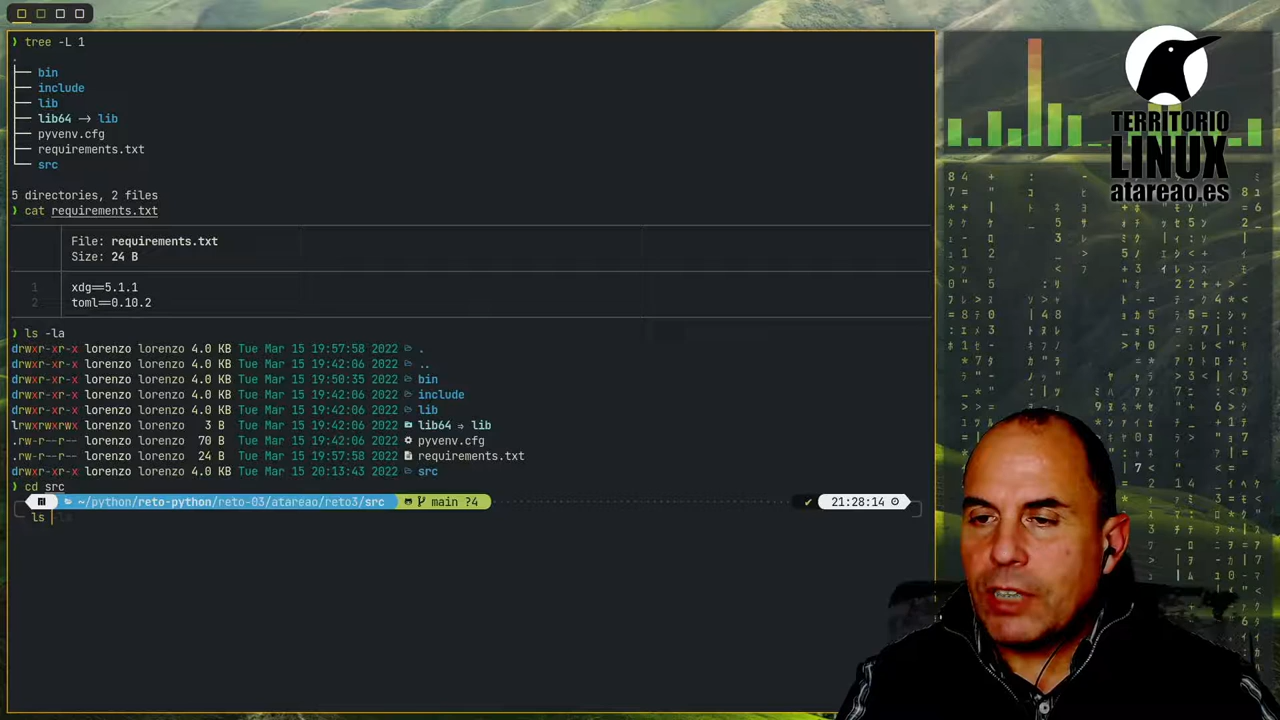 ❯ tree -L 1
.
├── bin
├── include
├── lib
├── lib64 -> lib
├── pyvenv.cfg
├── requirements.txt
└── src
5 directories, 2 files
❯ cat requirements.txt
File: requirements.txt
Size: 24 B
1 xdg==5.1.1
2 toml==0.10.2
❯ ls -la
drwxr-xr-x lorenzo lorenzo 4.0 KB Tue Mar 15 19:57:58 2022 .
drwxr-xr-x lorenzo lorenzo 4.0 KB Tue Mar 15 19:42:06 2022 ..
drwxr-xr-x lorenzo lorenzo 4.0 KB Tue Mar 15 19:50:35 2022 bin
drwxr-xr-x lorenzo lorenzo 4.0 KB Tue Mar 15 19:42:06 2022 include
drwxr-xr-x lorenzo lorenzo 4.0 KB Tue Mar 15 19:42:06 2022 lib
lrwxrwxrwx lorenzo lorenzo 3 B Tue Mar 15 19:42:06 2022 lib64 ⇒ lib
.rw-r--r-- lorenzo lorenzo 70 B Tue Mar 15 19:42:06 2022 pyvenv.cfg
.rw-r--r-- lorenzo lorenzo 24 B Tue Mar 15 19:42:06 2022 requirements.txt
drwxr-xr-x lorenzo lorenzo 4.0 KB Tue Mar 15 20:13:43 2022 src
❯ cd src
~/python/reto-python/reto-03/atareao/reto3/src main ?4 ✔ 21:28:14
ls -la
TERRITORIO
LINUX
atareao.es